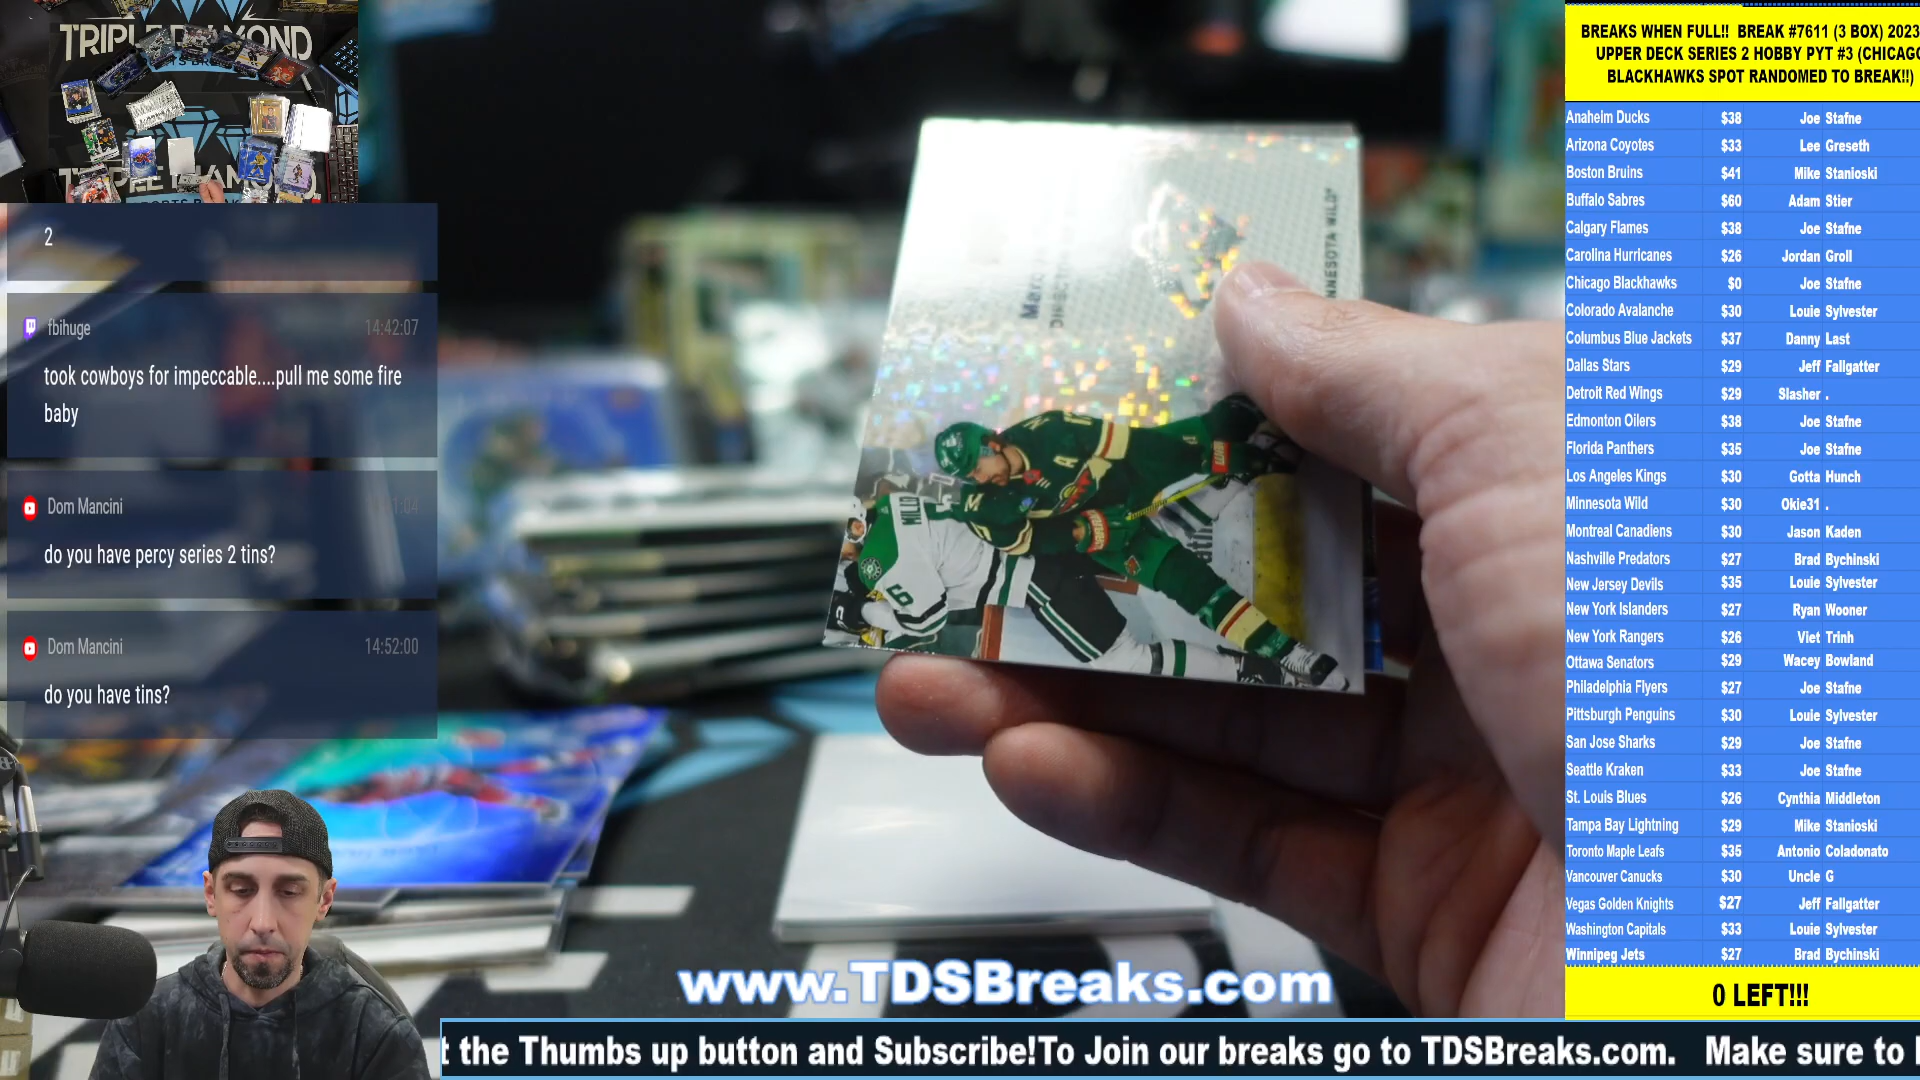 TRIPLE DIAMOND
2
fbihuge 14:42:07
took cowboys for impeccable....pull me some fire
baby
Dom Mancini
do you have percy series 2 tins?
Dom Mancini 14:52:00
do you have tins?
MINNESOTA WILD
6
www.TDSBreaks.com
t the Thumbs up button and Subscribe!To Join our breaks go to TDSBreaks.com. Make sure to
BREAKS WHEN FULL!! BREAK #7611 (3 BOX) 2023
UPPER DECK SERIES 2 HOBBY PYT #3 (CHICAGO
BLACKHAWKS SPOT RANDOMED TO BREAK!!)
Anaheim Ducks $38 Joe Stafne
Arizona Coyotes $33 Lee Greseth
Boston Bruins $41 Mike Stanioski
Buffalo Sabres $60 Adam Stier
Calgary Flames $38 Joe Stafne
Carolina Hurricanes $26 Jordan Groll
Chicago Blackhawks $0 Joe Stafne
Colorado Avalanche $30 Louie Sylvester
Columbus Blue Jackets $37 Danny Last
Dallas Stars $29 Jeff Fallgatter
Detroit Red Wings $29 Slasher .
Edmonton Oilers $38 Joe Stafne
Florida Panthers $35 Joe Stafne
Los Angeles Kings $30 Gotta Hunch
Minnesota Wild $30 Okie31 .
Montreal Canadiens $30 Jason Kaden
Nashville Predators $27 Brad Bychinski
New Jersey Devils $35 Louie Sylvester
New York Islanders $27 Ryan Wooner
New York Rangers $26 Viet Trinh
Ottawa Senators $29 Wacey Bowland
Philadelphia Flyers $27 Joe Stafne
Pittsburgh Penguins $30 Louie Sylvester
San Jose Sharks $29 Joe Stafne
Seattle Kraken $33 Joe Stafne
St. Louis Blues $26 Cynthia Middleton
Tampa Bay Lightning $29 Mike Stanioski
Toronto Maple Leafs $35 Antonio Coladonato
Vancouver Canucks $30 Uncle G
Vegas Golden Knights $27 Jeff Fallgatter
Washington Capitals $33 Louie Sylvester
Winnipeg Jets $27 Brad Bychinski
0 LEFT!!!